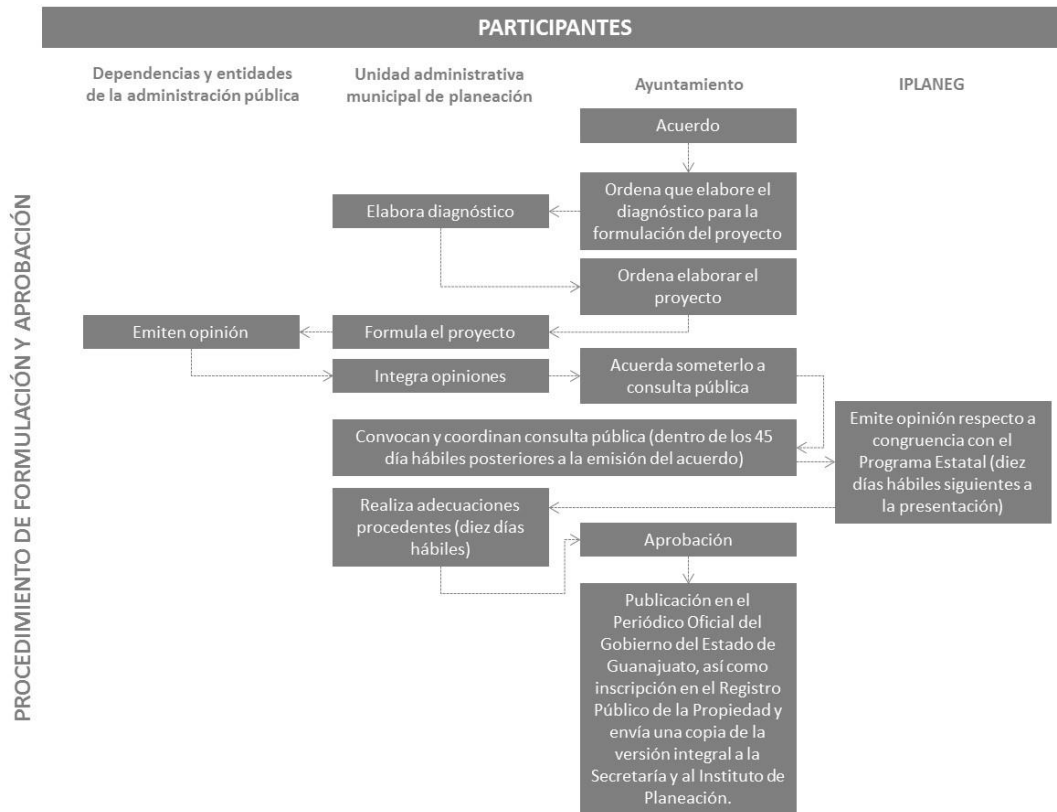 PARTICIPANTES
Dependencias y entidades
de la administración pública
Unidad administrativa
municipal de planeación
Ayuntamiento
IPLANEG
PROCEDIMIENTO DE FORMULACIÓN Y APROBACIÓN
Acuerdo
Ordena que elabore el
diagnóstico para la
formulación del proyecto
Elabora diagnóstico
Ordena elaborar el
proyecto
Formula el proyecto
Emiten opinión
Integra opiniones
Acuerda someterlo a
consulta pública
Convocan y coordinan consulta pública (dentro de los 45
día hábiles posteriores a la emisión del acuerdo)
Emite opinión respecto a
congruencia con el
Programa Estatal (diez
días hábiles siguientes a
la presentación)
Realiza adecuaciones
procedentes (diez días
hábiles)
Aprobación
Publicación en el
Periódico Oficial del
Gobierno del Estado de
Guanajuato, así como
inscripción en el Registro
Público de la Propiedad y
envía una copia de la
versión integral a la
Secretaría y al Instituto de
Planeación.